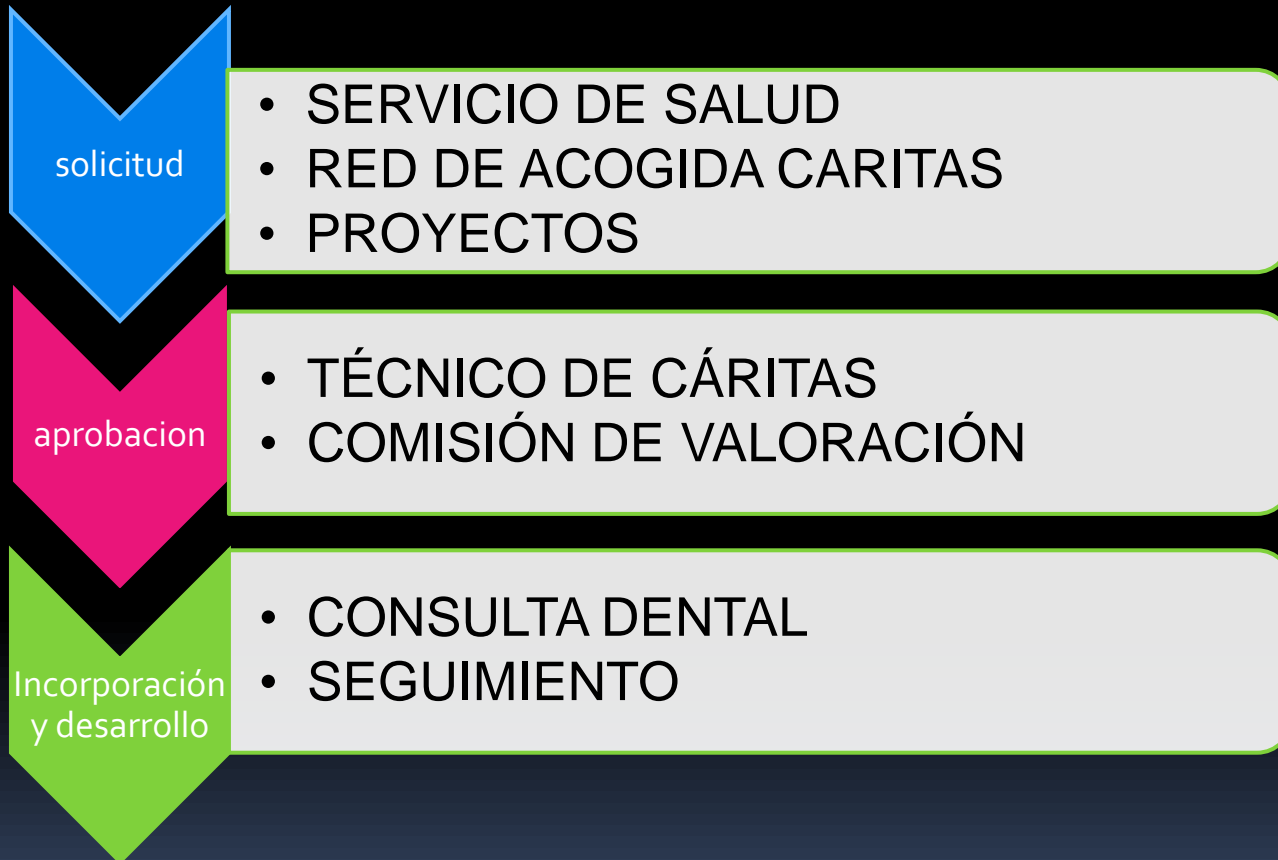 solicitud
• SERVICIO DE SALUD
• RED DE ACOGIDA CARITAS
• PROYECTOS
aprobacion
• TÉCNICO DE CÁRITAS
• COMISIÓN DE VALORACIÓN
Incorporación
y desarrollo
• CONSULTA DENTAL
• SEGUIMIENTO